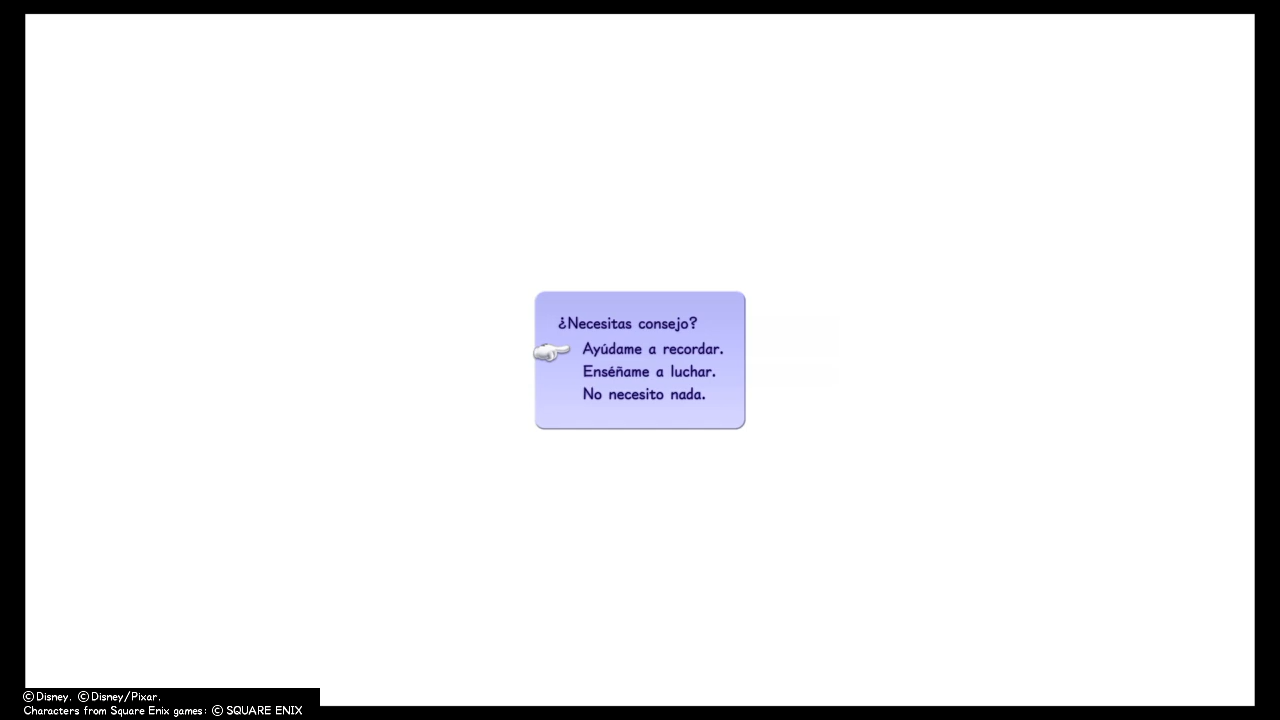 ¿Necesitas consejo?
Ayúdame a recordar.
Enséñame a luchar.
No necesito nada.
©Disney. ©Disney/Pixar.
Characters from Square Enix games: © SQUARE ENIX